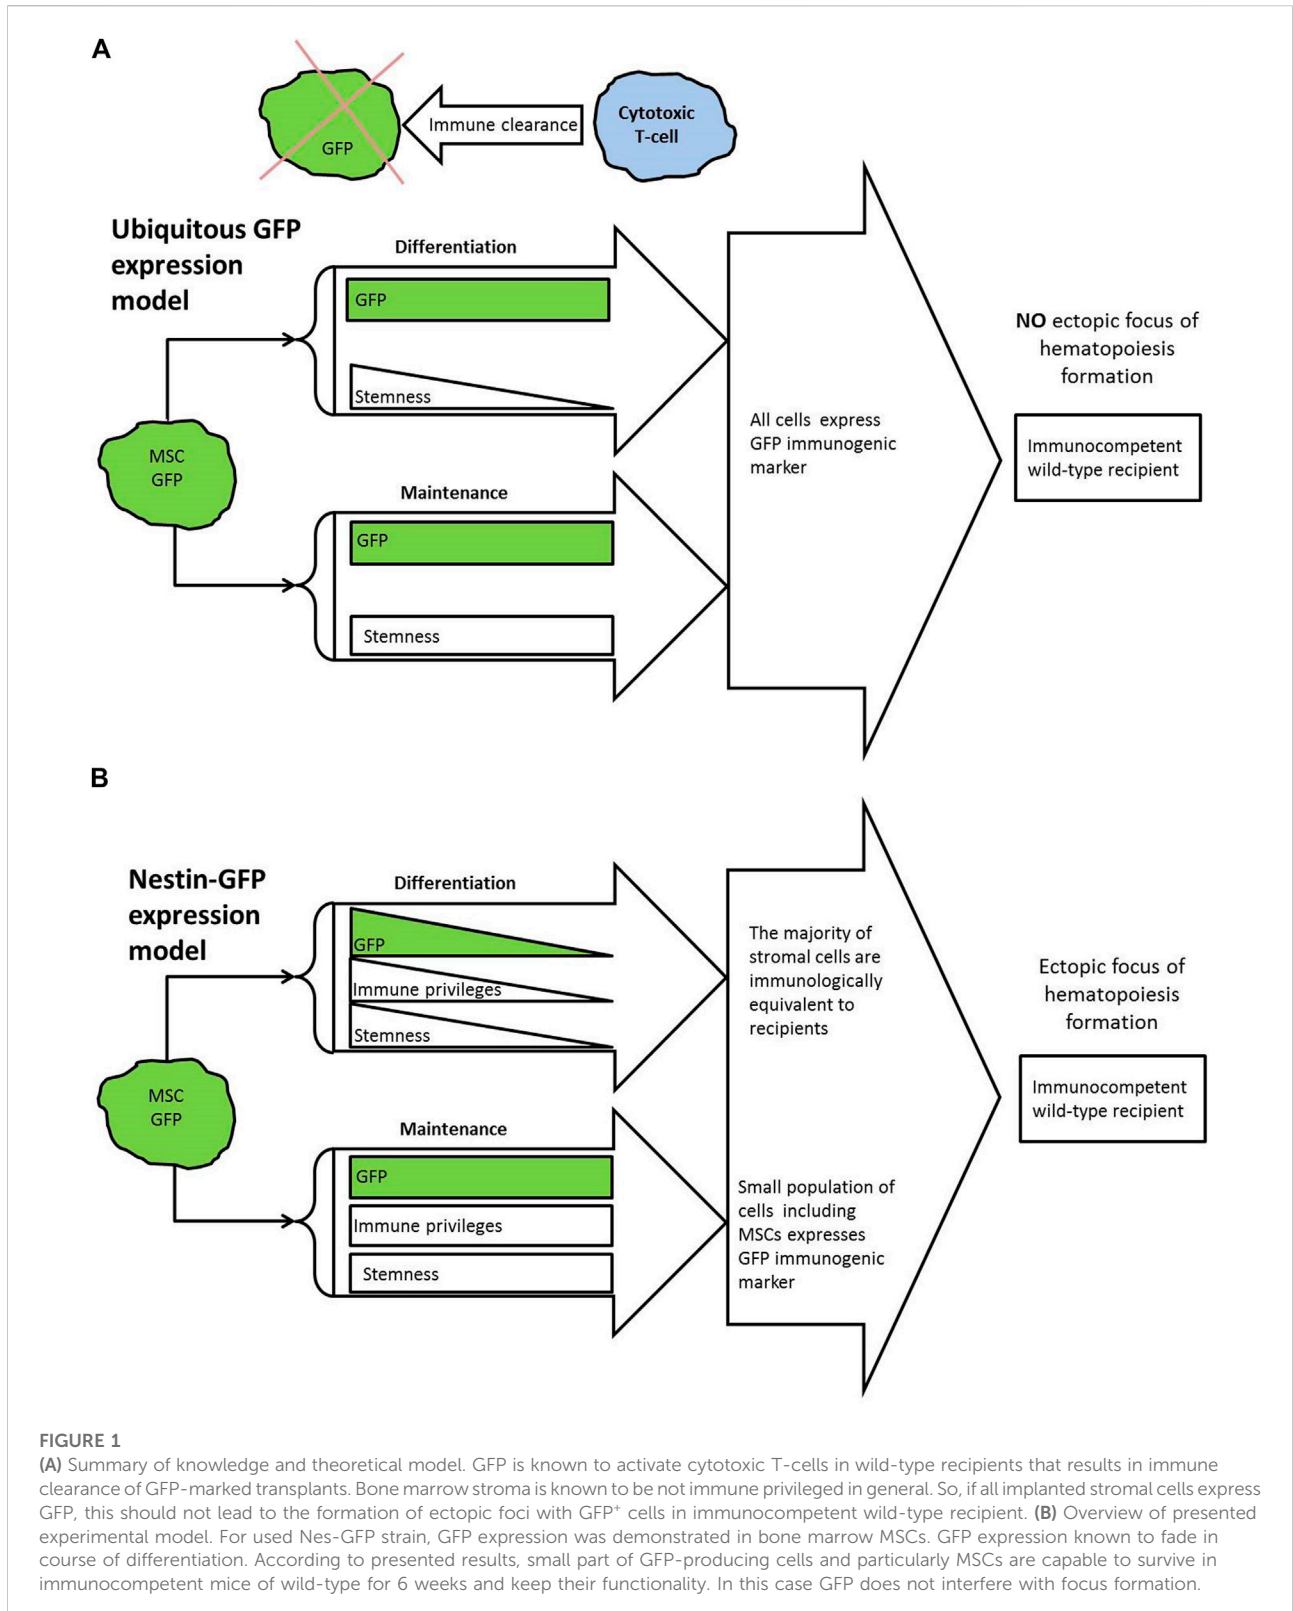 A
GFP
Immune clearance
Cytotoxic
T-cell
Ubiquitous GFP
expression
model
Differentiation
GFP
Stemness
MSC
GFP
Maintenance
GFP
Stemness
All cells express
GFP immunogenic
marker
NO ectopic focus of
hematopoiesis
formation
Immunocompetent
wild-type recipient
B
Nestin-GFP
expression
model
Differentiation
GFP
Immune privileges
Stemness
MSC
GFP
Maintenance
GFP
Immune privileges
Stemness
The majority of
stromal cells are
immunologically
equivalent to
recipients
Small population of
cells including
MSCs expresses
GFP immunogenic
marker
Ectopic focus of
hematopoiesis
formation
Immunocompetent
wild-type recipient
FIGURE 1
(A) Summary of knowledge and theoretical model. GFP is known to activate cytotoxic T-cells in wild-type recipients that results in immune
clearance of GFP-marked transplants. Bone marrow stroma is known to be not immune privileged in general. So, if all implanted stromal cells express
GFP, this should not lead to the formation of ectopic foci with GFP⁺ cells in immunocompetent wild-type recipient. (B) Overview of presented
experimental model. For used Nes-GFP strain, GFP expression was demonstrated in bone marrow MSCs. GFP expression known to fade in
course of differentiation. According to presented results, small part of GFP-producing cells and particularly MSCs are capable to survive in
immunocompetent mice of wild-type for 6 weeks and keep their functionality. In this case GFP does not interfere with focus formation.